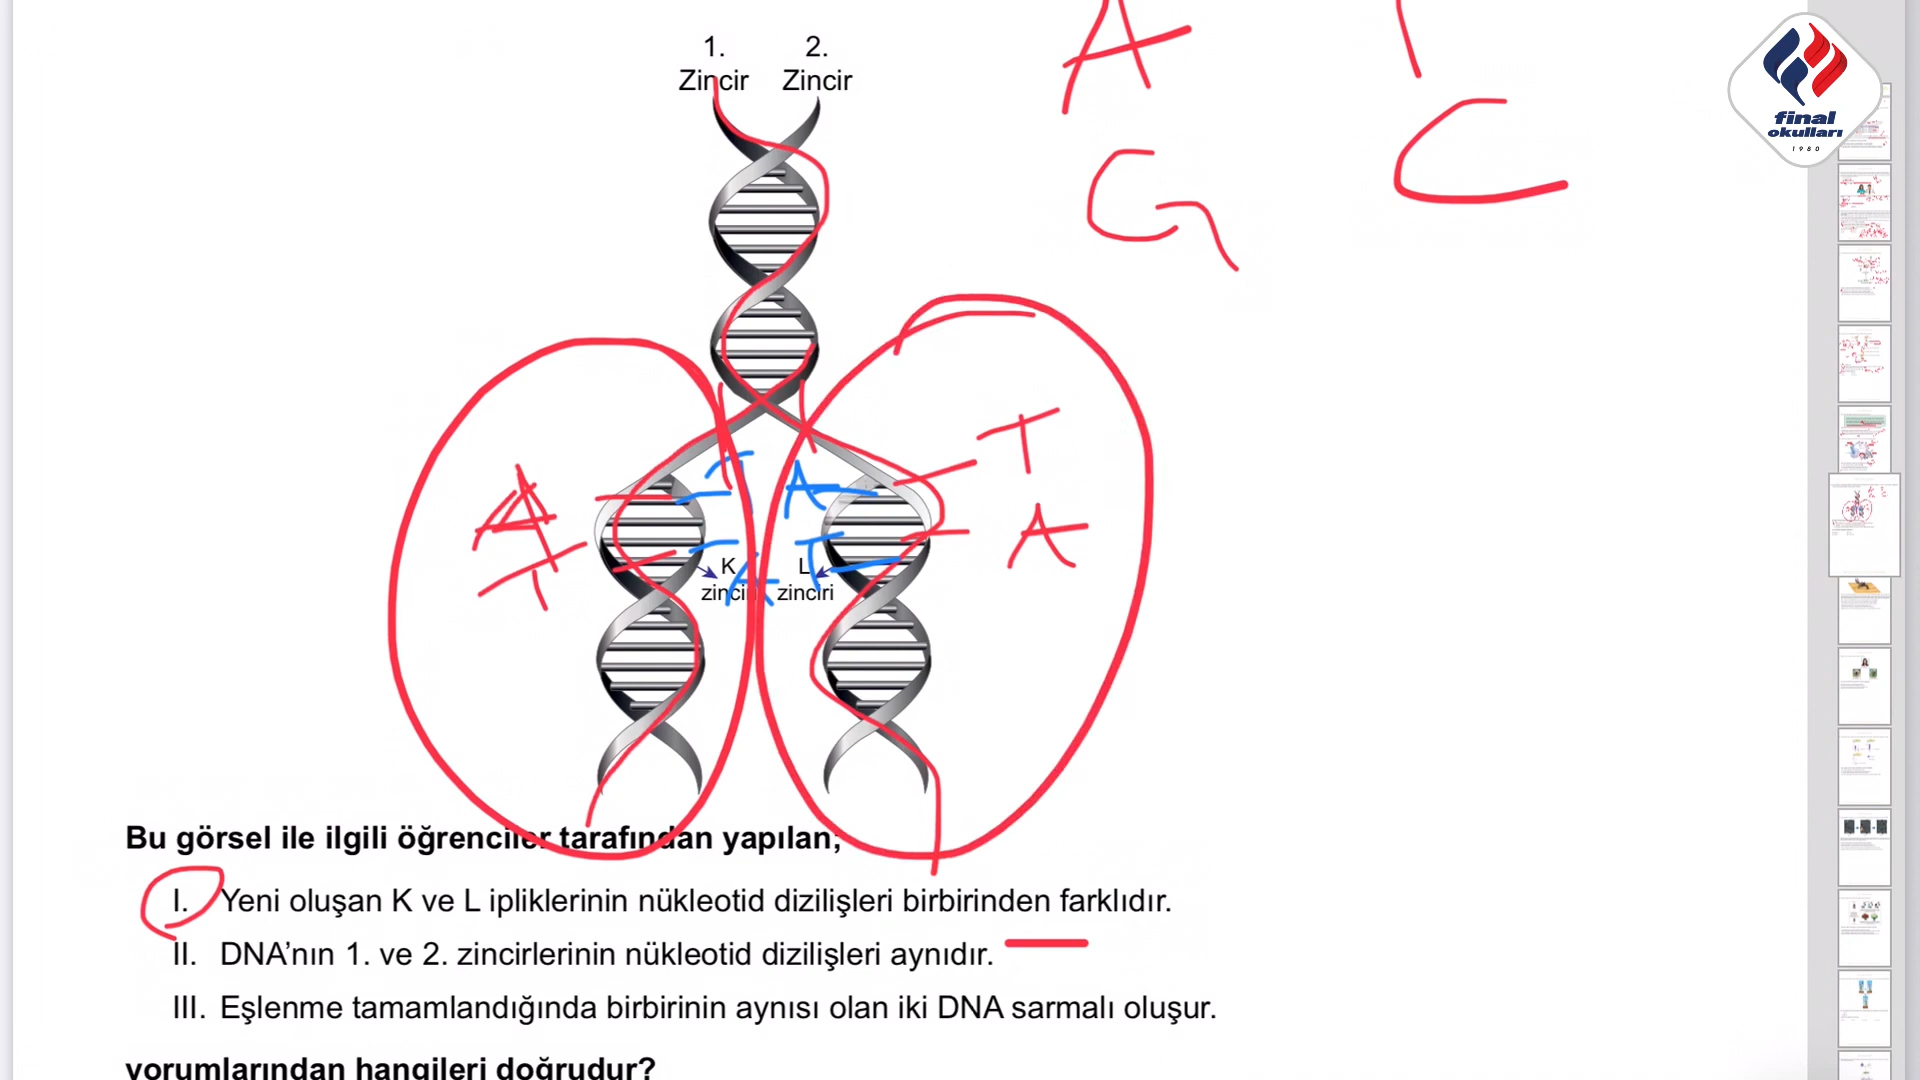 1. 2.
Zincir Zincir
A
C
G
final
okulları
1980
T
T A
A
A
T
T
K L
A
zincir zinciri
Bu görsel ile ilgili öğrenciler tarafından yapılan;
I. Yeni oluşan K ve L ipliklerinin nükleotid dizilişleri birbirinden farklıdır.
II. DNA’nın 1. ve 2. zincirlerinin nükleotid dizilişleri aynıdır.
III. Eşlenme tamamlandığında birbirinin aynısı olan iki DNA sarmalı oluşur.
yorumlarından hangileri doğrudur?